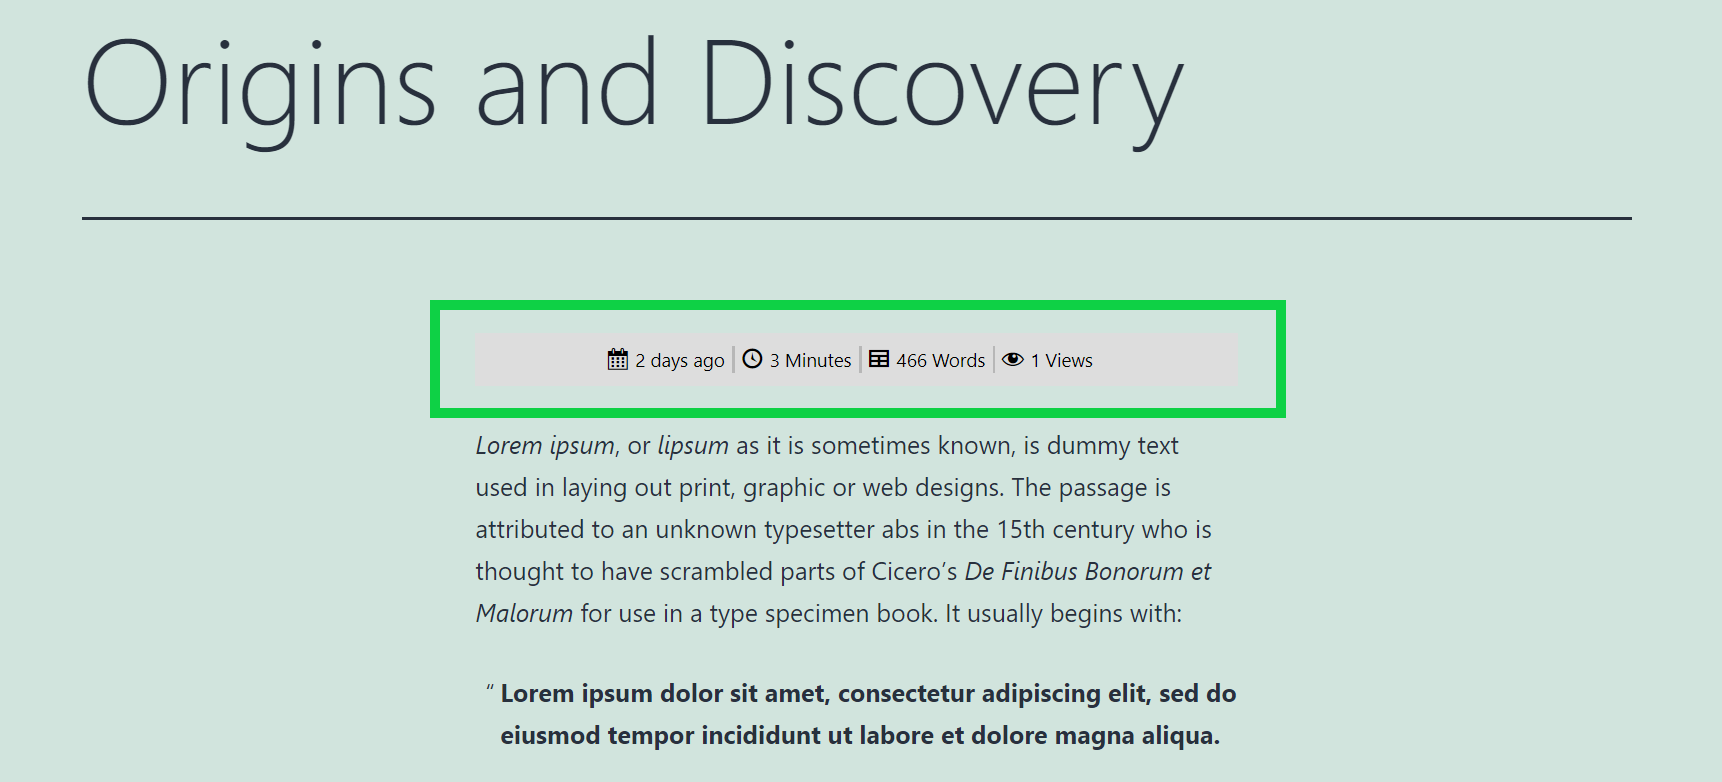 Origins and Discovery
2 days ago | 3 Minutes | 466 Words | 1 Views
Lorem ipsum, or lipsum as it is sometimes known, is dummy text
used in laying out print, graphic or web designs. The passage is
attributed to an unknown typesetter abs in the 15th century who is
thought to have scrambled parts of Cicero’s De Finibus Bonorum et
Malorum for use in a type specimen book. It usually begins with:
“ Lorem ipsum dolor sit amet, consectetur adipiscing elit, sed do
eiusmod tempor incididunt ut labore et dolore magna aliqua.